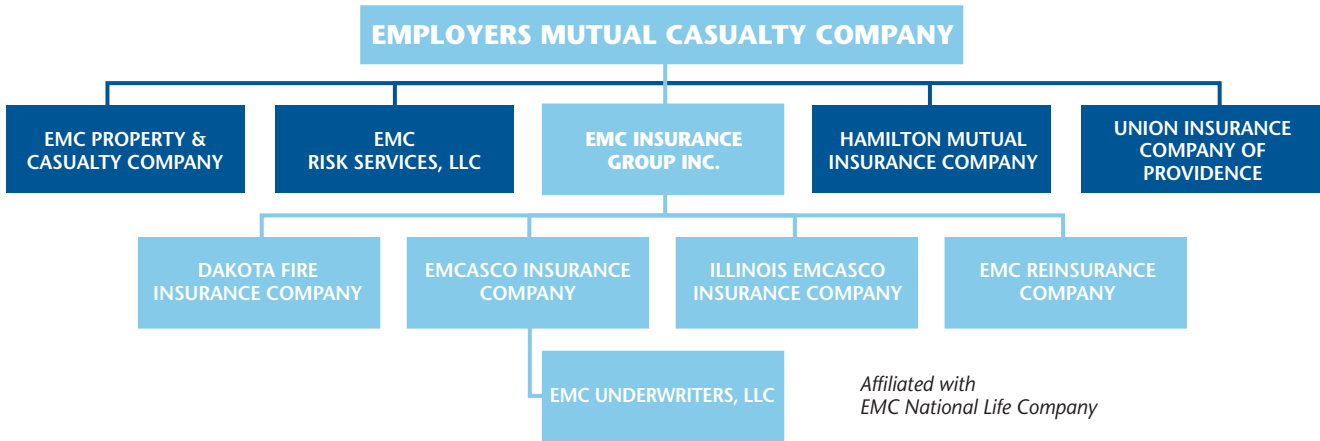 EMPLOYERS MUTUAL CASUALTY COMPANY
EMC PROPERTY &
CASUALTY COMPANY
EMC
RISK SERVICES, LLC
EMC INSURANCE
GROUP INC.
HAMILTON MUTUAL
INSURANCE COMPANY
UNION INSURANCE
COMPANY OF
PROVIDENCE
DAKOTA FIRE
INSURANCE COMPANY
EMCASCO INSURANCE
COMPANY
ILLINOIS EMCASCO
INSURANCE COMPANY
EMC REINSURANCE
COMPANY
EMC UNDERWRITERS, LLC
Affiliated with
EMC National Life Company